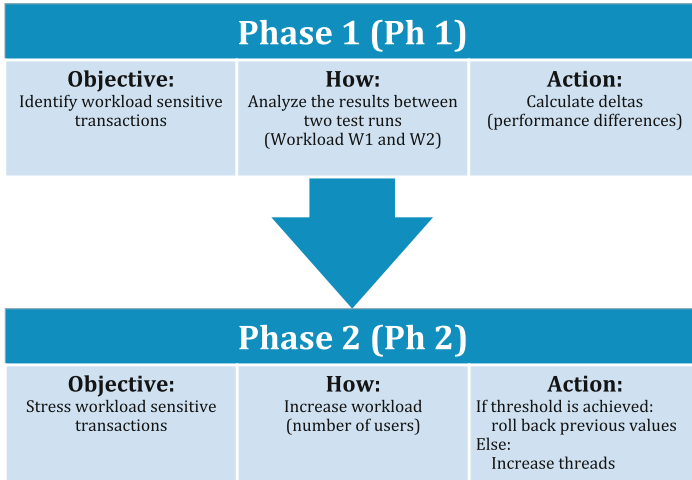 Phase 1 (Ph 1)
Objective:
Identify workload sensitive
transactions
How:
Analyze the results between
two test runs
(Workload W1 and W2)
Action:
Calculate deltas
(performance differences)
Phase 2 (Ph 2)
Objective:
Stress workload sensitive
transactions
How:
Increase workload
(number of users)
Action:
If threshold is achieved:
roll back previous values
Else:
Increase threads